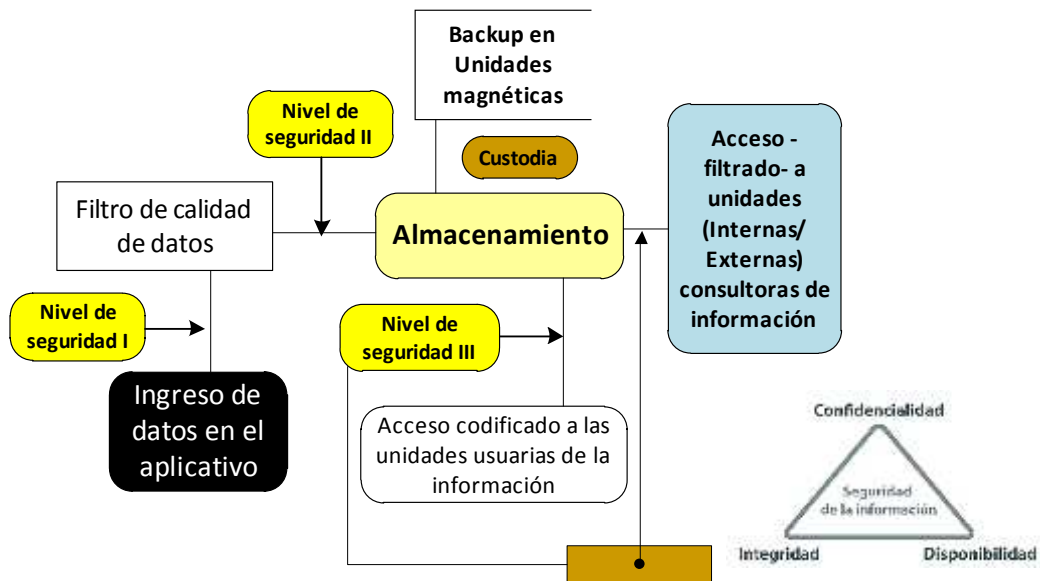 Backup en
Unidades
magnéticas
Nivel de
seguridad II
Custodia
Acceso -
filtrado- a
unidades
(Internas/
Externas)
consultoras de
información
Filtro de calidad
de datos
Almacenamiento
Nivel de
seguridad I
Nivel de
seguridad III
Ingreso de
datos en el
aplicativo
Acceso codificado a las
unidades usuarias de la
información
Confidencialidad
Seguridad
de la información
Integridad
Disponibilidad